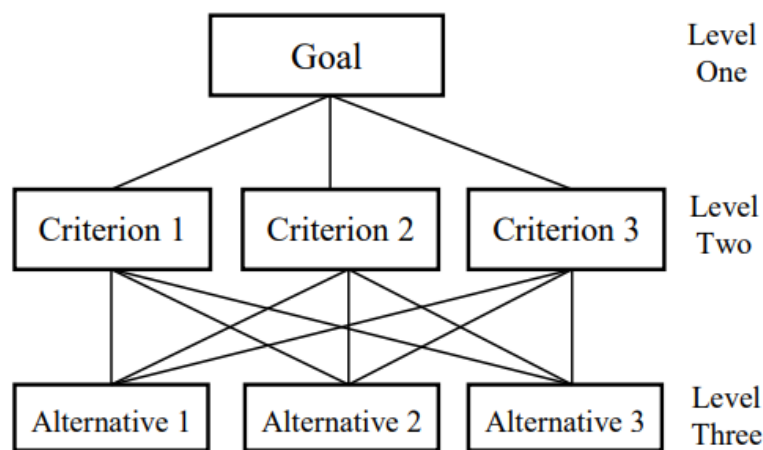 Goal
Level
One
Criterion 1
Criterion 2
Criterion 3
Level
Two
Alternative 1
Alternative 2
Alternative 3
Level
Three